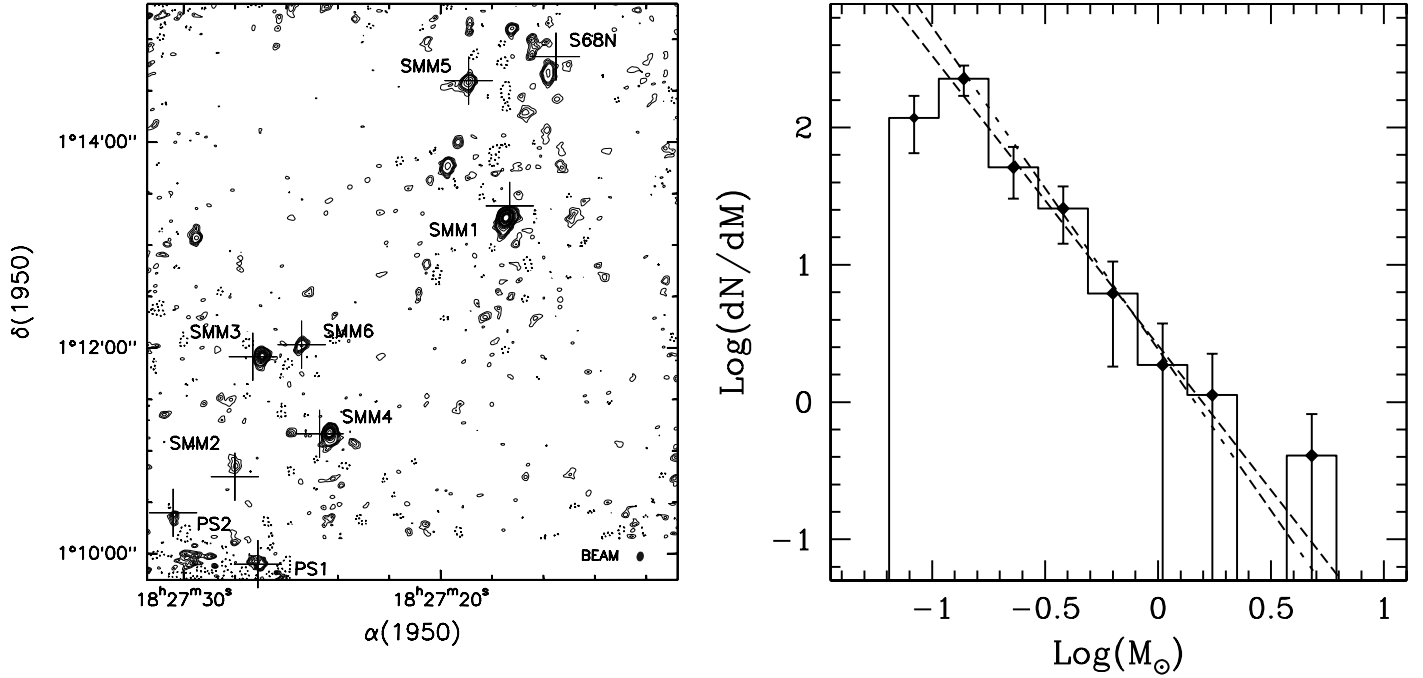 S68N
SMM5
1°14'00"
SMM1
δ(1950)
SMM3
SMM6
1°12'00"
SMM4
SMM2
PS2
1°10'00"
BEAM
PS1
18ʰ27ᵐ30ˢ
18ʰ27ᵐ20ˢ
α(1950)
Log(dN/dM)
2
1
0
−1
−1
−0.5
0
0.5
1
Log(M⊙)